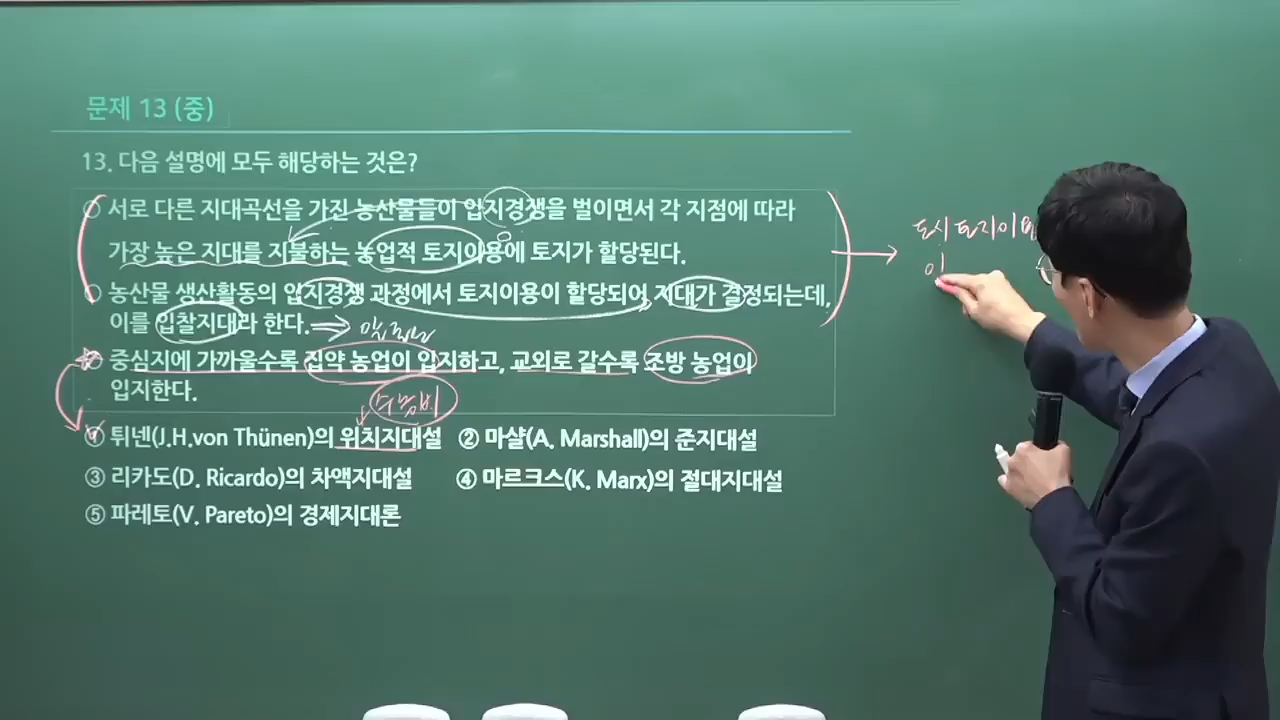 문제 13 (중)
13. 다음 설명에 모두 해당하는 것은?
○ 서로 다른 지대곡선을 가진 농산물들이 입지경쟁을 벌이면서 각 지점에 따라
가장 높은 지대를 지불하는 농업적 토지이용에 토지가 할당된다.
○ 농산물 생산활동의 입지경쟁 과정에서 토지이용이 할당되어 지대가 결정되는데,
이를 입찰지대라 한다.
○ 중심지에 가까울수록 집약 농업이 입지하고, 교외로 갈수록 조방 농업이
입지한다.
수송비
① 튀넨(J.H.von Thünen)의 위치지대설 ② 마샬(A. Marshall)의 준지대설
③ 리카도(D. Ricardo)의 차액지대설 ④ 마르크스(K. Marx)의 절대지대설
⑤ 파레토(V. Pareto)의 경제지대론
도시 토지이용
이